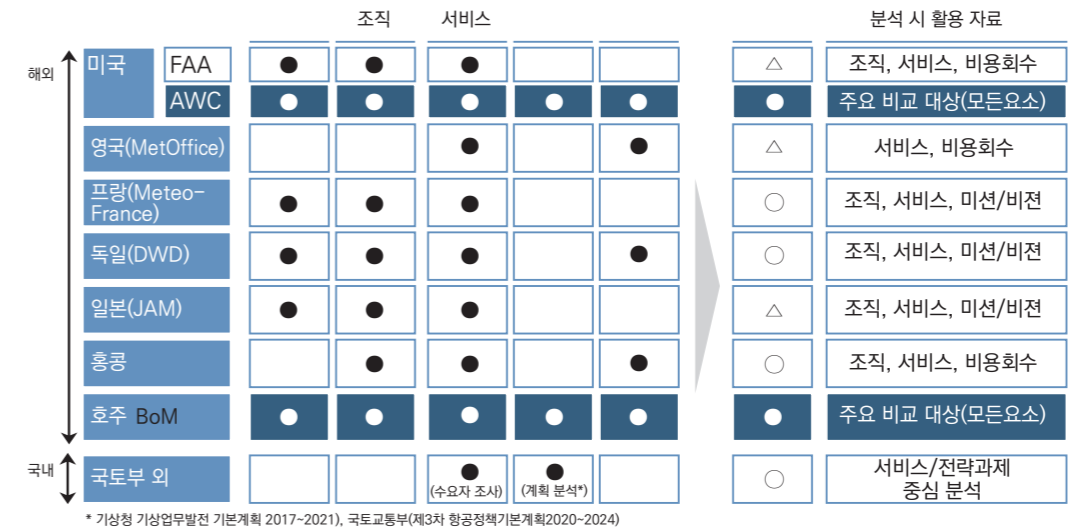 조직 서비스 분석 시 활용 자료
해외
미국 FAA ● ● ● △ 조직, 서비스, 비용회수
AWC ● ● ● ● ● ● 주요 비교 대상(모든요소)
영국(MetOffice) ● ● △ 서비스, 비용회수
프랑(Meteo-
France) ● ● ● ○ 조직, 서비스, 미션/비젼
독일(DWD) ● ● ● ● ○ 조직, 서비스, 미션/비젼
일본(JAM) ● ● ● △ 조직, 서비스, 미션/비젼
홍콩 ● ● ● ○ 조직, 서비스, 비용회수
호주 BoM ● ● ● ● ● ● 주요 비교 대상(모든요소)
국내
국토부 외 ● ● ○ 서비스/전략과제
중심 분석
(수요자 조사) (계획 분석*)
* 기상청 기상업무발전 기본계획 2017~2021), 국토교통부(제3차 항공정책기본계획2020~2024)